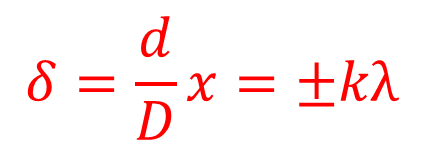 δ = d/D x = ±kλ